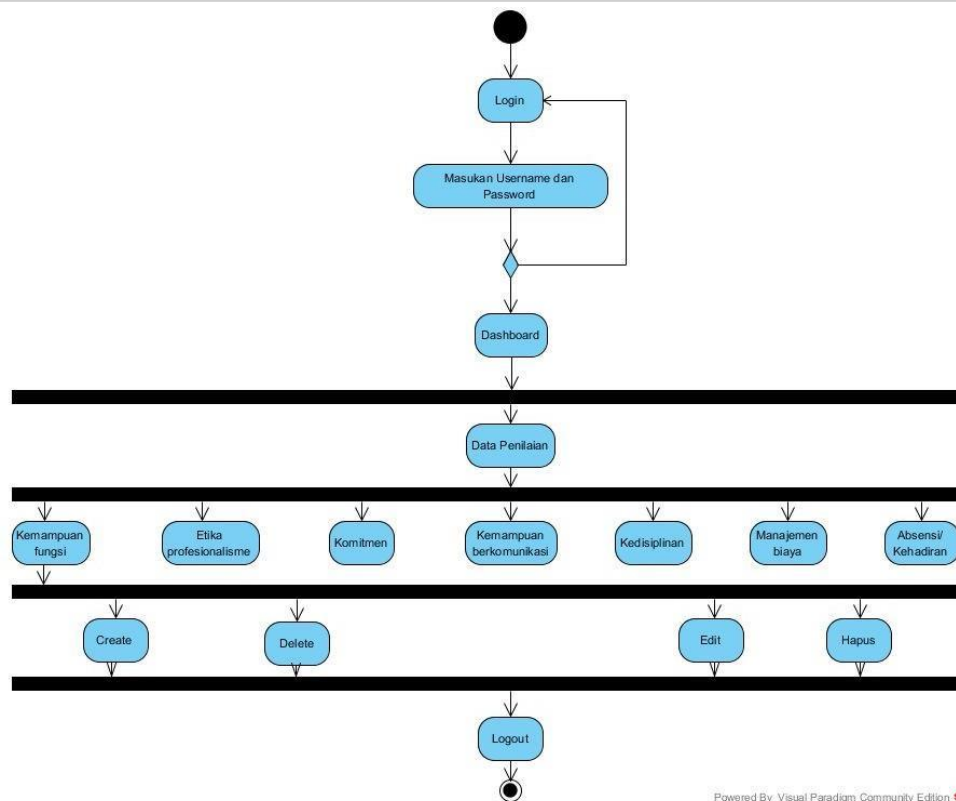 Login
Masukan Username dan
Password
Dashboard
Data Penilaian
Kemampuan
fungsi
Etika
profesionalisme
Komitmen
Kemampuan
berkomunikasi
Kedisiplinan
Manajemen
biaya
Absensi/
Kehadiran
Create
Delete
Edit
Hapus
Logout
Powered By Visual Paradigm Community Edition